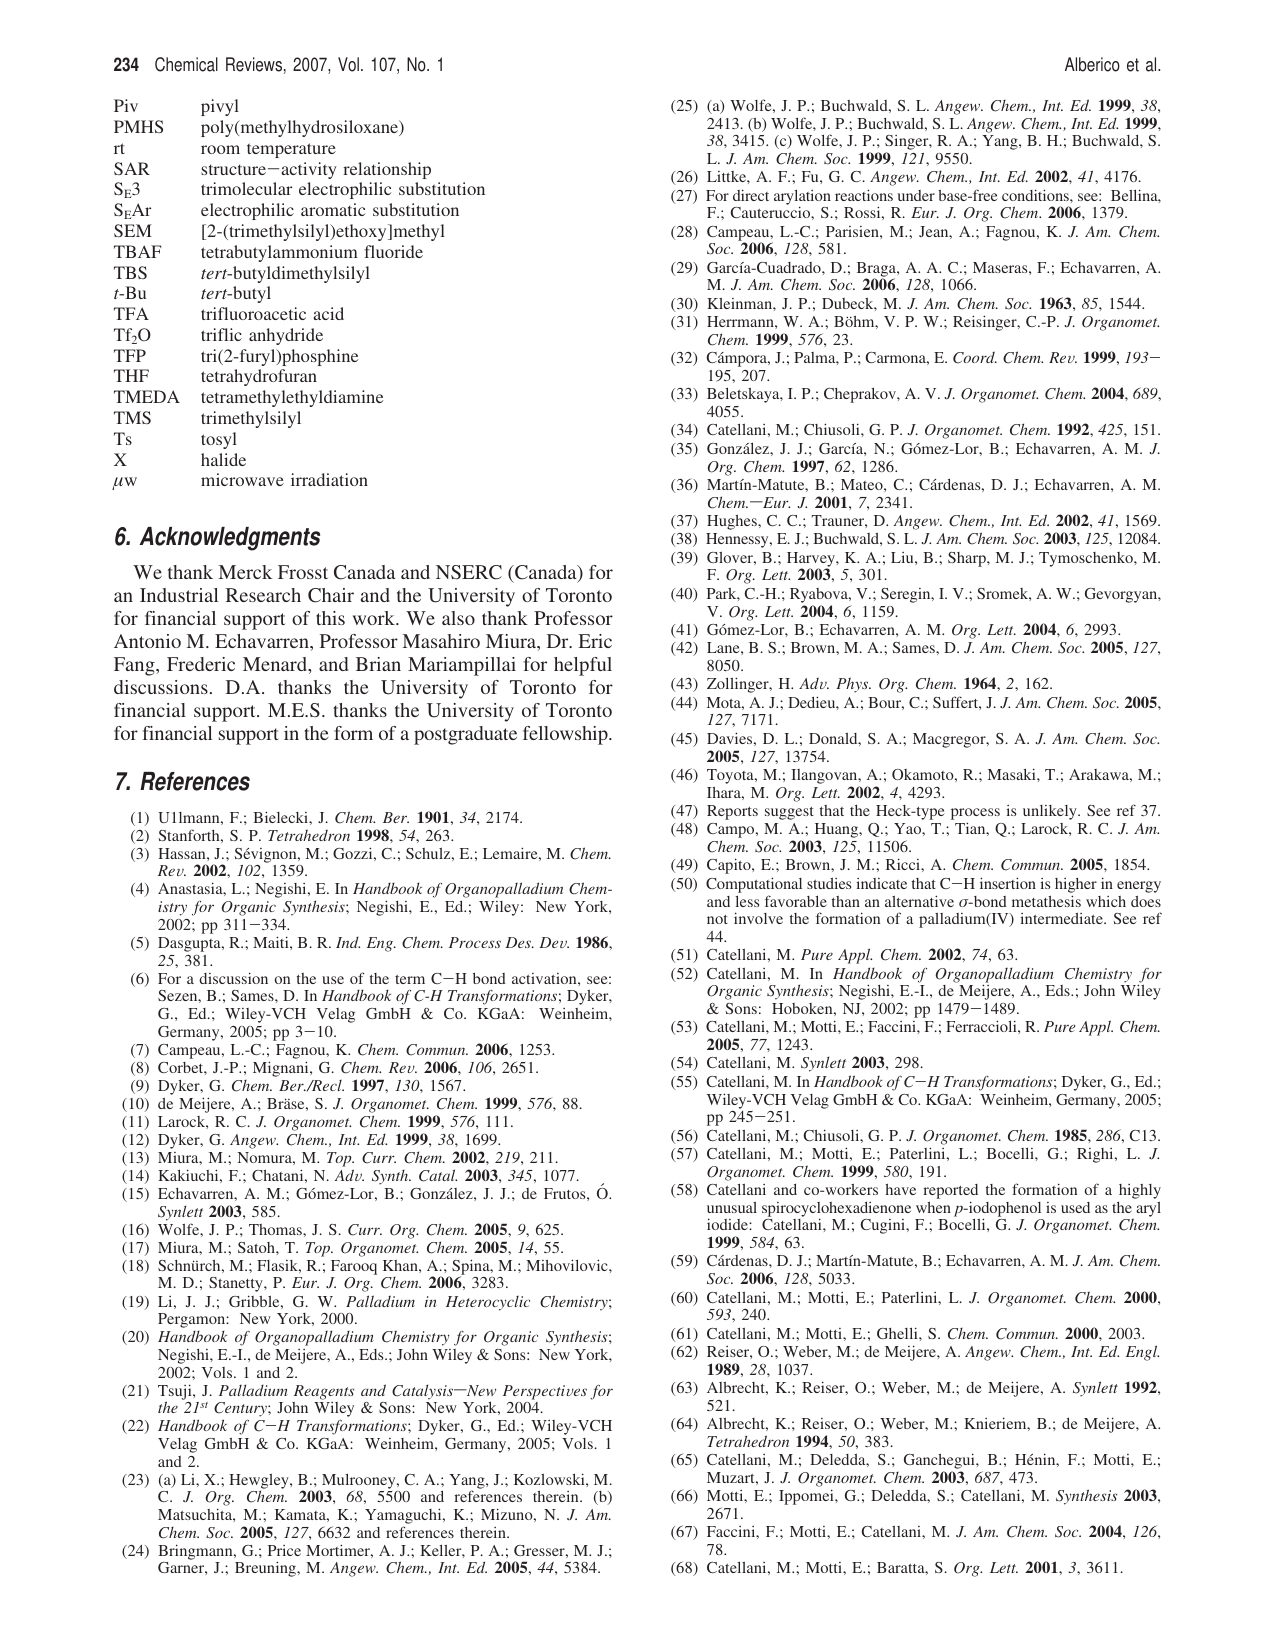 234 Chemical Reviews, 2007, Vol. 107, No. 1 Alberico et al.
Piv pivyl
PMHS poly(methylhydrosiloxane)
rt room temperature
SAR structure−activity relationship
SE3 trimolecular electrophilic substitution
SEAr electrophilic aromatic substitution
SEM [2-(trimethylsilyl)ethoxy]methyl
TBAF tetrabutylammonium fluoride
TBS tert-butyldimethylsilyl
t-Bu tert-butyl
TFA trifluoroacetic acid
Tf2O triflic anhydride
TFP tri(2-furyl)phosphine
THF tetrahydrofuran
TMEDA tetramethylethyldiamine
TMS trimethylsilyl
Ts tosyl
X halide
μw microwave irradiation
6. Acknowledgments
We thank Merck Frosst Canada and NSERC (Canada) for
an Industrial Research Chair and the University of Toronto
for financial support of this work. We also thank Professor
Antonio M. Echavarren, Professor Masahiro Miura, Dr. Eric
Fang, Frederic Menard, and Brian Mariampillai for helpful
discussions. D.A. thanks the University of Toronto for
financial support. M.E.S. thanks the University of Toronto
for financial support in the form of a postgraduate fellowship.
7. References
(1) U1lmann, F.; Bielecki, J. Chem. Ber. 1901, 34, 2174.
(2) Stanforth, S. P. Tetrahedron 1998, 54, 263.
(3) Hassan, J.; Sévignon, M.; Gozzi, C.; Schulz, E.; Lemaire, M. Chem.
Rev. 2002, 102, 1359.
(4) Anastasia, L.; Negishi, E. In Handbook of Organopalladium Chem-
istry for Organic Synthesis; Negishi, E., Ed.; Wiley: New York,
2002; pp 311−334.
(5) Dasgupta, R.; Maiti, B. R. Ind. Eng. Chem. Process Des. Dev. 1986,
25, 381.
(6) For a discussion on the use of the term C−H bond activation, see:
Sezen, B.; Sames, D. In Handbook of C-H Transformations; Dyker,
G., Ed.; Wiley-VCH Velag GmbH & Co. KGaA: Weinheim,
Germany, 2005; pp 3−10.
(7) Campeau, L.-C.; Fagnou, K. Chem. Commun. 2006, 1253.
(8) Corbet, J.-P.; Mignani, G. Chem. Rev. 2006, 106, 2651.
(9) Dyker, G. Chem. Ber./Recl. 1997, 130, 1567.
(10) de Meijere, A.; Bräse, S. J. Organomet. Chem. 1999, 576, 88.
(11) Larock, R. C. J. Organomet. Chem. 1999, 576, 111.
(12) Dyker, G. Angew. Chem., Int. Ed. 1999, 38, 1699.
(13) Miura, M.; Nomura, M. Top. Curr. Chem. 2002, 219, 211.
(14) Kakiuchi, F.; Chatani, N. Adv. Synth. Catal. 2003, 345, 1077.
(15) Echavarren, A. M.; Gómez-Lor, B.; González, J. J.; de Frutos, Ó.
Synlett 2003, 585.
(16) Wolfe, J. P.; Thomas, J. S. Curr. Org. Chem. 2005, 9, 625.
(17) Miura, M.; Satoh, T. Top. Organomet. Chem. 2005, 14, 55.
(18) Schnürch, M.; Flasik, R.; Farooq Khan, A.; Spina, M.; Mihovilovic,
M. D.; Stanetty, P. Eur. J. Org. Chem. 2006, 3283.
(19) Li, J. J.; Gribble, G. W. Palladium in Heterocyclic Chemistry;
Pergamon: New York, 2000.
(20) Handbook of Organopalladium Chemistry for Organic Synthesis;
Negishi, E.-I., de Meijere, A., Eds.; John Wiley & Sons: New York,
2002; Vols. 1 and 2.
(21) Tsuji, J. Palladium Reagents and Catalysis—New Perspectives for
the 21st Century; John Wiley & Sons: New York, 2004.
(22) Handbook of C−H Transformations; Dyker, G., Ed.; Wiley-VCH
Velag GmbH & Co. KGaA: Weinheim, Germany, 2005; Vols. 1
and 2.
(23) (a) Li, X.; Hewgley, B.; Mulrooney, C. A.; Yang, J.; Kozlowski, M.
C. J. Org. Chem. 2003, 68, 5500 and references therein. (b)
Matsuchita, M.; Kamata, K.; Yamaguchi, K.; Mizuno, N. J. Am.
Chem. Soc. 2005, 127, 6632 and references therein.
(24) Bringmann, G.; Price Mortimer, A. J.; Keller, P. A.; Gresser, M. J.;
Garner, J.; Breuning, M. Angew. Chem., Int. Ed. 2005, 44, 5384.
(25) (a) Wolfe, J. P.; Buchwald, S. L. Angew. Chem., Int. Ed. 1999, 38,
2413. (b) Wolfe, J. P.; Buchwald, S. L. Angew. Chem., Int. Ed. 1999,
38, 3415. (c) Wolfe, J. P.; Singer, R. A.; Yang, B. H.; Buchwald, S.
L. J. Am. Chem. Soc. 1999, 121, 9550.
(26) Littke, A. F.; Fu, G. C. Angew. Chem., Int. Ed. 2002, 41, 4176.
(27) For direct arylation reactions under base-free conditions, see: Bellina,
F.; Cauteruccio, S.; Rossi, R. Eur. J. Org. Chem. 2006, 1379.
(28) Campeau, L.-C.; Parisien, M.; Jean, A.; Fagnou, K. J. Am. Chem.
Soc. 2006, 128, 581.
(29) García-Cuadrado, D.; Braga, A. A. C.; Maseras, F.; Echavarren, A.
M. J. Am. Chem. Soc. 2006, 128, 1066.
(30) Kleinman, J. P.; Dubeck, M. J. Am. Chem. Soc. 1963, 85, 1544.
(31) Herrmann, W. A.; Böhm, V. P. W.; Reisinger, C.-P. J. Organomet.
Chem. 1999, 576, 23.
(32) Cámpora, J.; Palma, P.; Carmona, E. Coord. Chem. Rev. 1999, 193−
195, 207.
(33) Beletskaya, I. P.; Cheprakov, A. V. J. Organomet. Chem. 2004, 689,
4055.
(34) Catellani, M.; Chiusoli, G. P. J. Organomet. Chem. 1992, 425, 151.
(35) González, J. J.; García, N.; Gómez-Lor, B.; Echavarren, A. M. J.
Org. Chem. 1997, 62, 1286.
(36) Martín-Matute, B.; Mateo, C.; Cárdenas, D. J.; Echavarren, A. M.
Chem.—Eur. J. 2001, 7, 2341.
(37) Hughes, C. C.; Trauner, D. Angew. Chem., Int. Ed. 2002, 41, 1569.
(38) Hennessy, E. J.; Buchwald, S. L. J. Am. Chem. Soc. 2003, 125, 12084.
(39) Glover, B.; Harvey, K. A.; Liu, B.; Sharp, M. J.; Tymoschenko, M.
F. Org. Lett. 2003, 5, 301.
(40) Park, C.-H.; Ryabova, V.; Seregin, I. V.; Sromek, A. W.; Gevorgyan,
V. Org. Lett. 2004, 6, 1159.
(41) Gómez-Lor, B.; Echavarren, A. M. Org. Lett. 2004, 6, 2993.
(42) Lane, B. S.; Brown, M. A.; Sames, D. J. Am. Chem. Soc. 2005, 127,
8050.
(43) Zollinger, H. Adv. Phys. Org. Chem. 1964, 2, 162.
(44) Mota, A. J.; Dedieu, A.; Bour, C.; Suffert, J. J. Am. Chem. Soc. 2005,
127, 7171.
(45) Davies, D. L.; Donald, S. A.; Macgregor, S. A. J. Am. Chem. Soc.
2005, 127, 13754.
(46) Toyota, M.; Ilangovan, A.; Okamoto, R.; Masaki, T.; Arakawa, M.;
Ihara, M. Org. Lett. 2002, 4, 4293.
(47) Reports suggest that the Heck-type process is unlikely. See ref 37.
(48) Campo, M. A.; Huang, Q.; Yao, T.; Tian, Q.; Larock, R. C. J. Am.
Chem. Soc. 2003, 125, 11506.
(49) Capito, E.; Brown, J. M.; Ricci, A. Chem. Commun. 2005, 1854.
(50) Computational studies indicate that C−H insertion is higher in energy
and less favorable than an alternative σ-bond metathesis which does
not involve the formation of a palladium(IV) intermediate. See ref
44.
(51) Catellani, M. Pure Appl. Chem. 2002, 74, 63.
(52) Catellani, M. In Handbook of Organopalladium Chemistry for
Organic Synthesis; Negishi, E.-I., de Meijere, A., Eds.; John Wiley
& Sons: Hoboken, NJ, 2002; pp 1479−1489.
(53) Catellani, M.; Motti, E.; Faccini, F.; Ferraccioli, R. Pure Appl. Chem.
2005, 77, 1243.
(54) Catellani, M. Synlett 2003, 298.
(55) Catellani, M. In Handbook of C−H Transformations; Dyker, G., Ed.;
Wiley-VCH Velag GmbH & Co. KGaA: Weinheim, Germany, 2005;
pp 245−251.
(56) Catellani, M.; Chiusoli, G. P. J. Organomet. Chem. 1985, 286, C13.
(57) Catellani, M.; Motti, E.; Paterlini, L.; Bocelli, G.; Righi, L. J.
Organomet. Chem. 1999, 580, 191.
(58) Catellani and co-workers have reported the formation of a highly
unusual spirocyclohexadienone when p-iodophenol is used as the aryl
iodide: Catellani, M.; Cugini, F.; Bocelli, G. J. Organomet. Chem.
1999, 584, 63.
(59) Cárdenas, D. J.; Martín-Matute, B.; Echavarren, A. M. J. Am. Chem.
Soc. 2006, 128, 5033.
(60) Catellani, M.; Motti, E.; Paterlini, L. J. Organomet. Chem. 2000,
593, 240.
(61) Catellani, M.; Motti, E.; Ghelli, S. Chem. Commun. 2000, 2003.
(62) Reiser, O.; Weber, M.; de Meijere, A. Angew. Chem., Int. Ed. Engl.
1989, 28, 1037.
(63) Albrecht, K.; Reiser, O.; Weber, M.; de Meijere, A. Synlett 1992,
521.
(64) Albrecht, K.; Reiser, O.; Weber, M.; Knieriem, B.; de Meijere, A.
Tetrahedron 1994, 50, 383.
(65) Catellani, M.; Deledda, S.; Ganchegui, B.; Hénin, F.; Motti, E.;
Muzart, J. J. Organomet. Chem. 2003, 687, 473.
(66) Motti, E.; Ippomei, G.; Deledda, S.; Catellani, M. Synthesis 2003,
2671.
(67) Faccini, F.; Motti, E.; Catellani, M. J. Am. Chem. Soc. 2004, 126,
78.
(68) Catellani, M.; Motti, E.; Baratta, S. Org. Lett. 2001, 3, 3611.